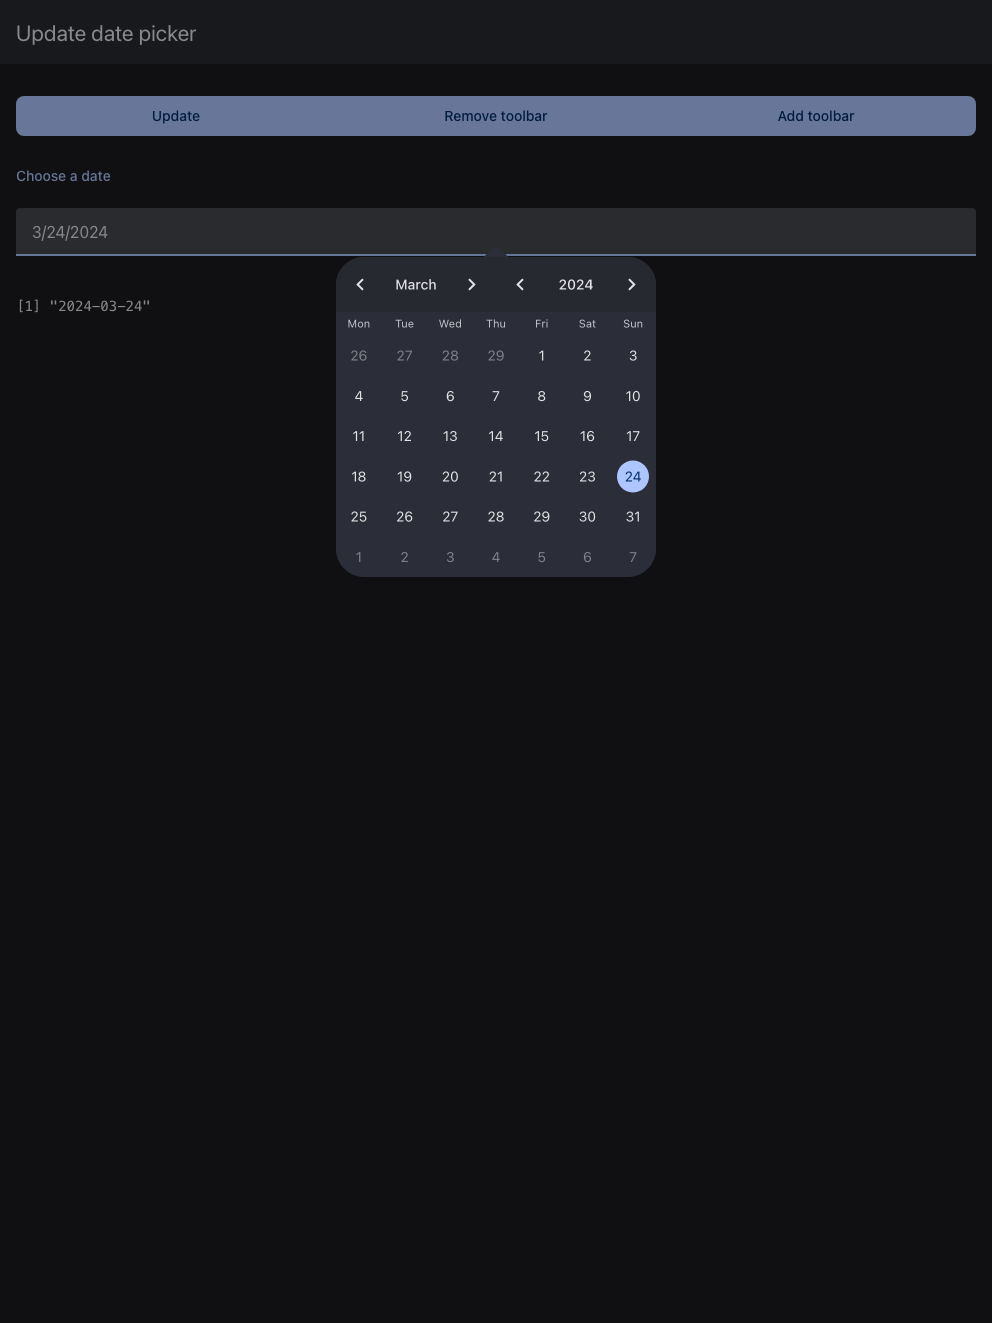 Update date picker
Update Remove toolbar Add toolbar
Choose a date
3/24/2024
March 2024
[1] "2024-03-24"
Mon Tue Wed Thu Fri Sat Sun
26 27 28 29 1 2 3
4 5 6 7 8 9 10
11 12 13 14 15 16 17
18 19 20 21 22 23 24
25 26 27 28 29 30 31
1 2 3 4 5 6 7